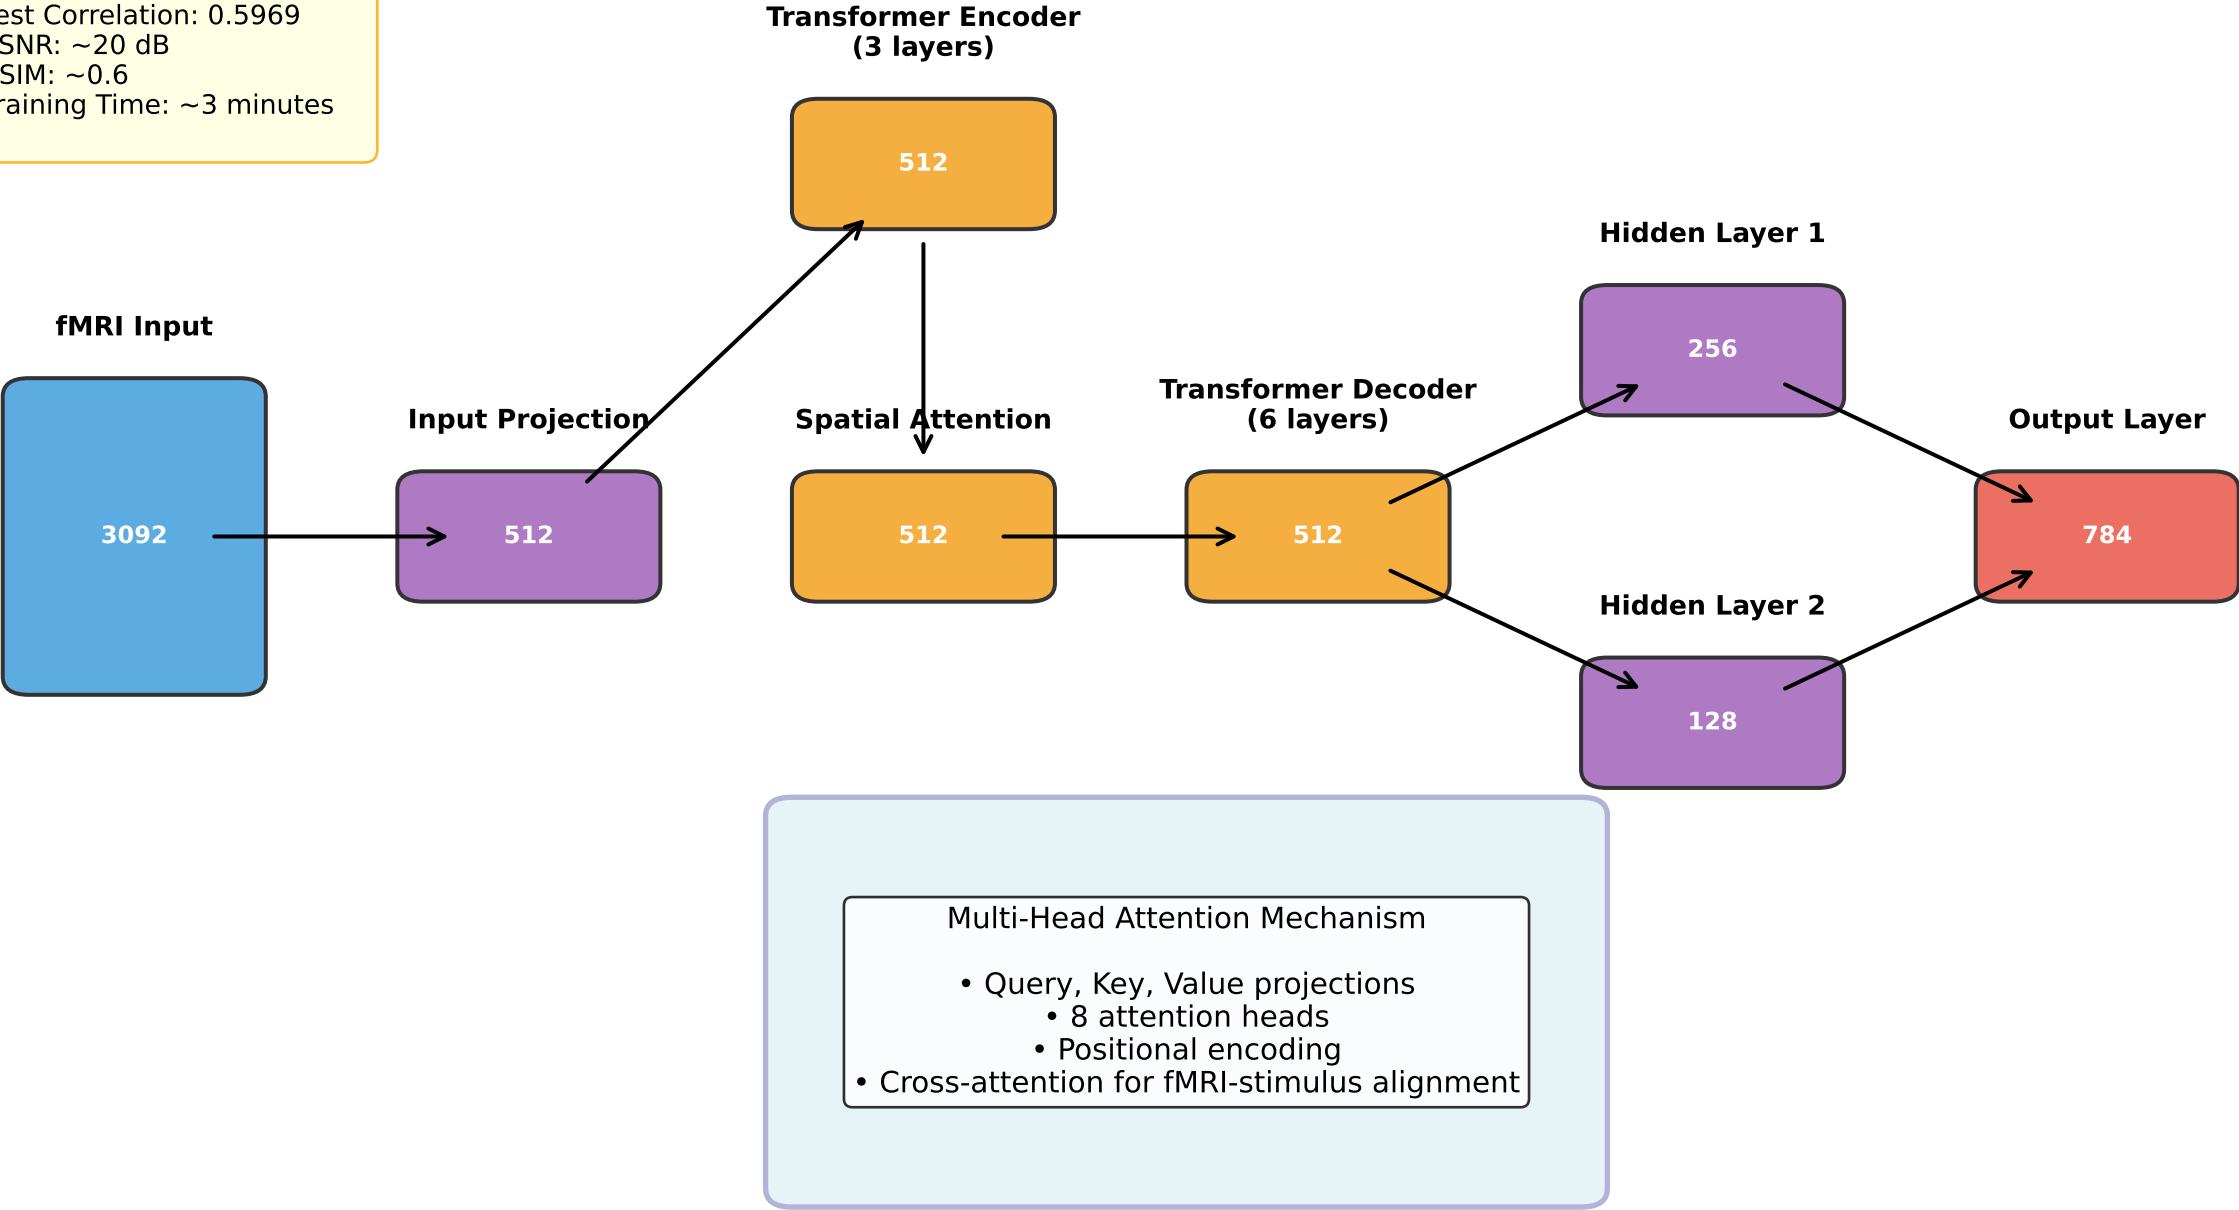 est Correlation: 0.5969
SNR: ~20 dB
SIM: ~0.6
raining Time: ~3 minutes
Transformer Encoder
(3 layers)
512
fMRI Input
3092
Input Projection
512
Spatial Attention
512
Transformer Decoder
(6 layers)
512
Hidden Layer 1
256
Hidden Layer 2
128
Output Layer
784
Multi-Head Attention Mechanism
• Query, Key, Value projections
• 8 attention heads
• Positional encoding
• Cross-attention for fMRI-stimulus alignment